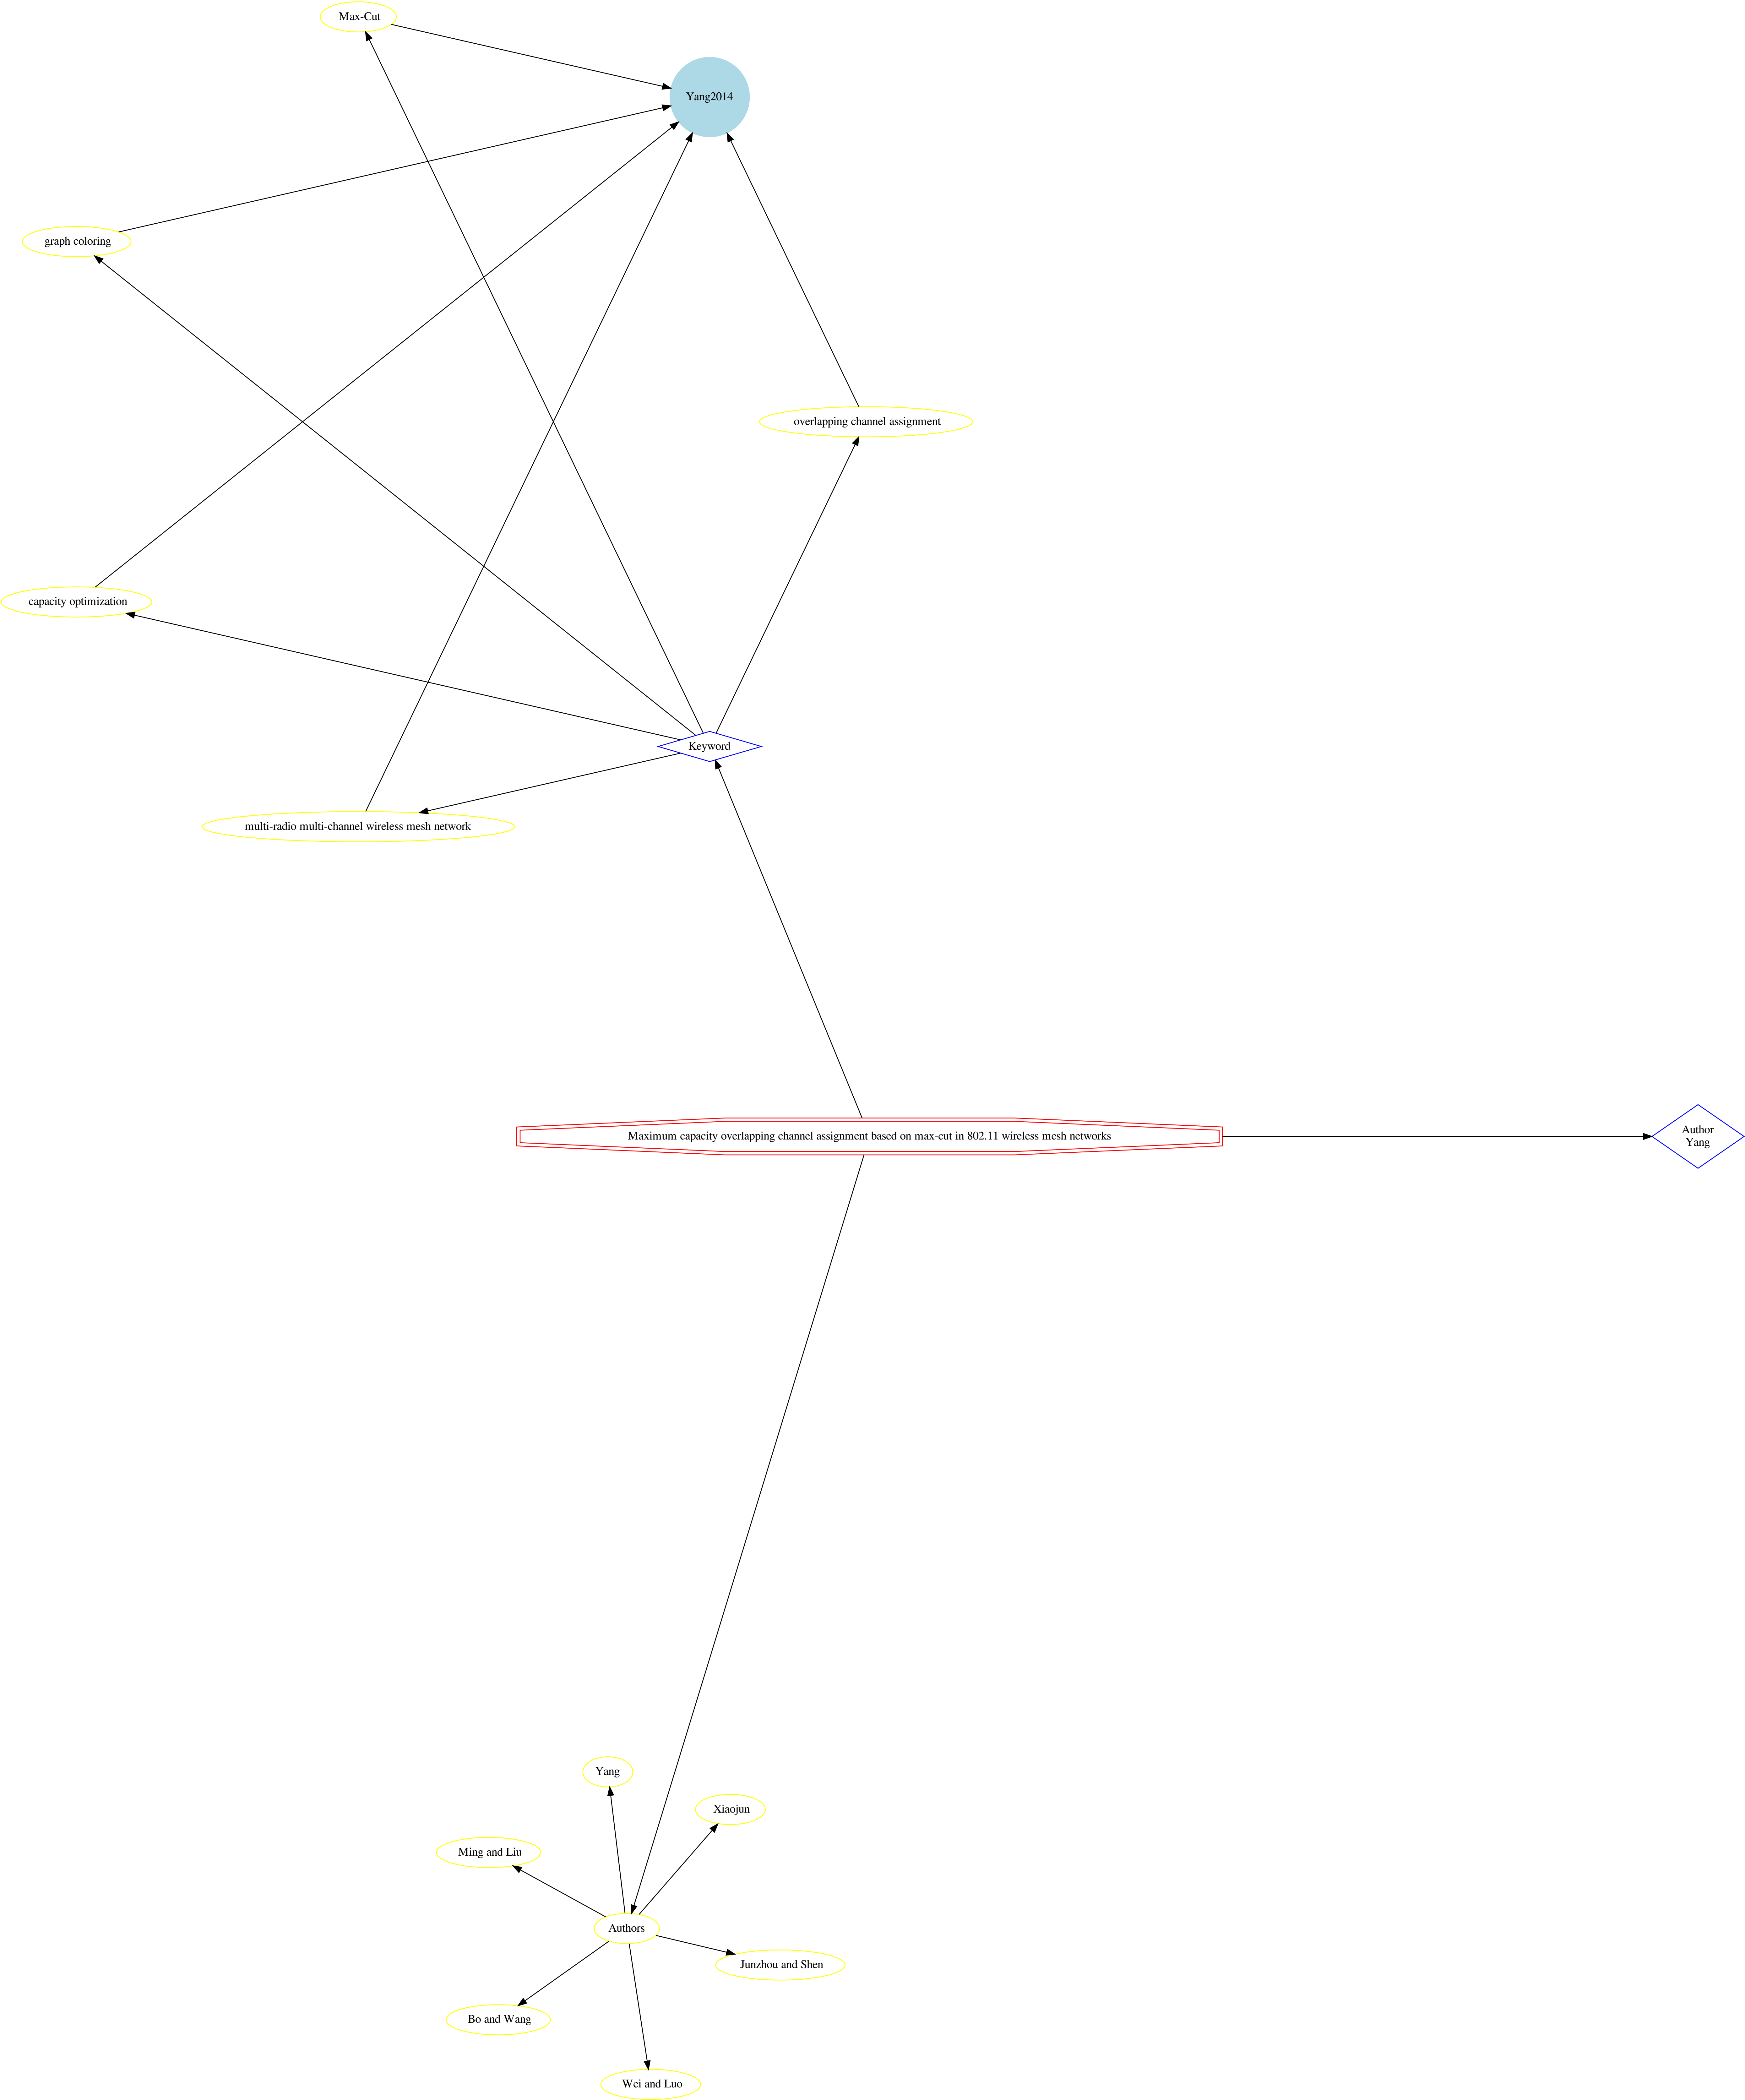 Max-Cut
Yang2014
graph coloring
overlapping channel assignment
capacity optimization
Keyword
multi-radio multi-channel wireless mesh network
Maximum capacity overlapping channel assignment based on max-cut in 802.11 wireless mesh networks
Author
Yang
Yang
Xiaojun
Ming and Liu
Authors
Junzhou and Shen
Bo and Wang
Wei and Luo